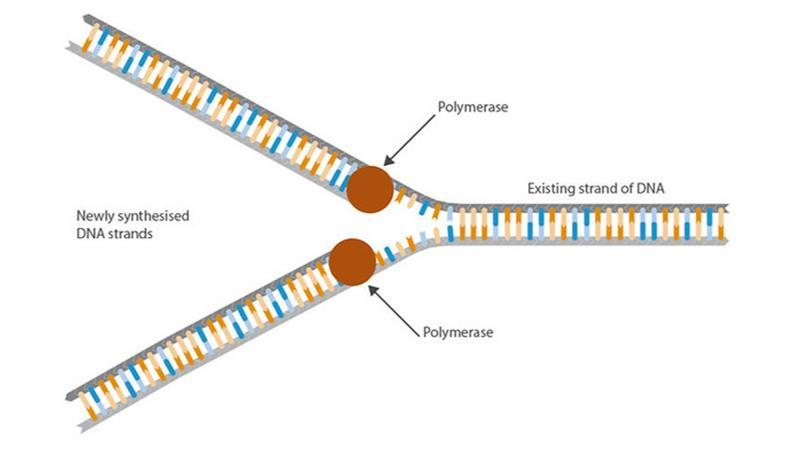 Polymerase
Existing strand of DNA
Newly synthesised
DNA strands
Polymerase